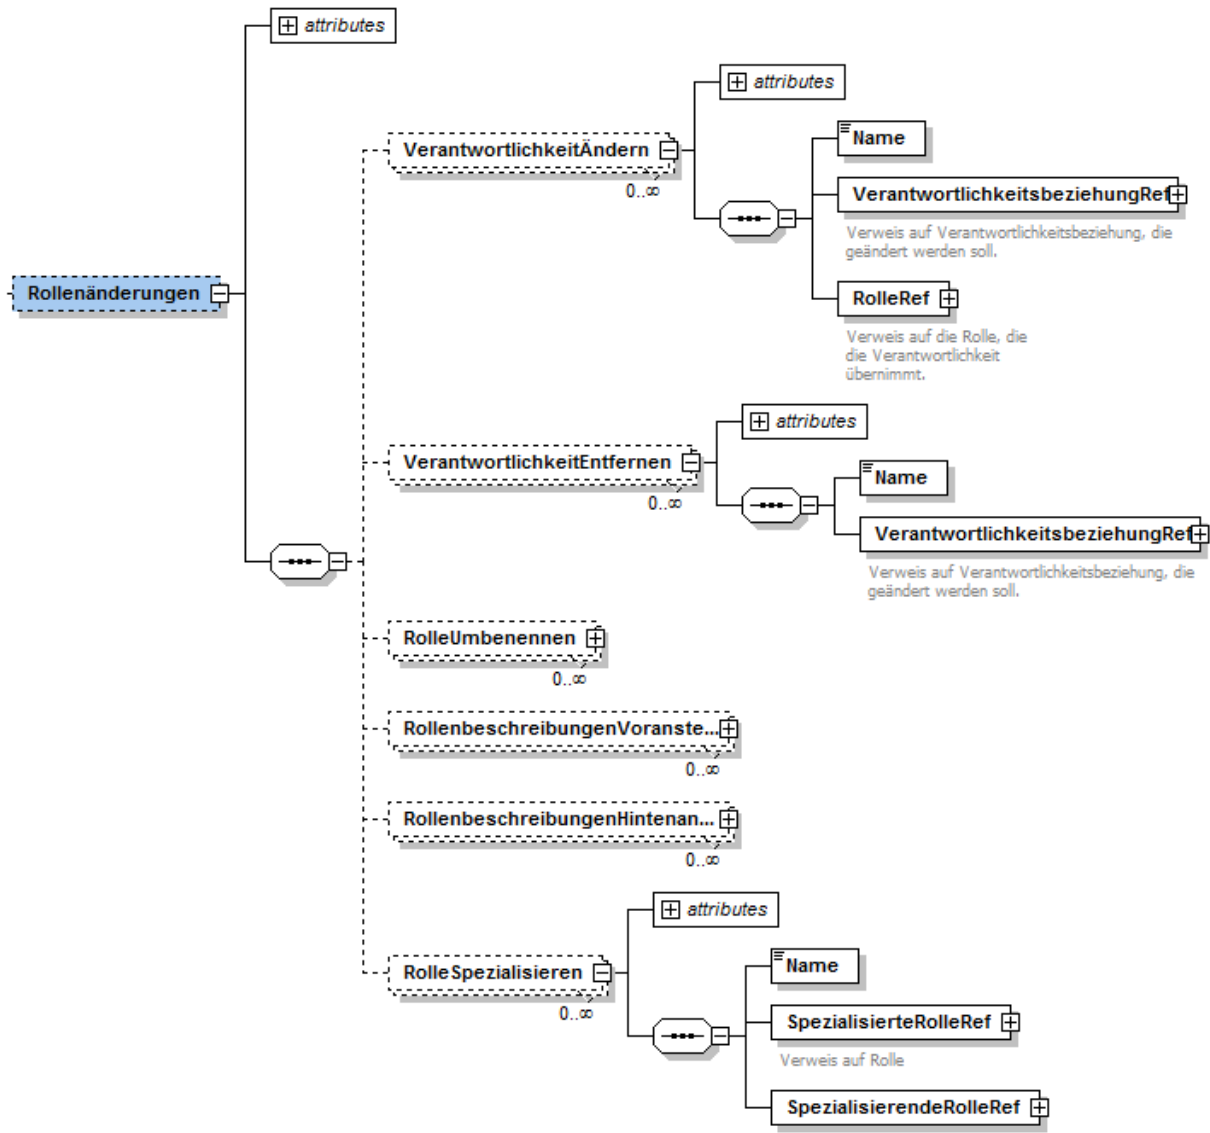 attributes
attributes
VerantwortlichkeitÄndern
0..∞
Name
VerantwortlichkeitsbeziehungRef
Verweis auf Verantwortlichkeitsbeziehung, die
geändert werden soll.
Rollenänderungen
RolleRef
Verweis auf die Rolle, die
die Verantwortlichkeit
übernimmt.
attributes
VerantwortlichkeitEntfernen
0..∞
Name
VerantwortlichkeitsbeziehungRef
Verweis auf Verantwortlichkeitsbeziehung, die
geändert werden soll.
RolleUmbenennen
0..∞
RollenbeschreibungenVoranste...
0..∞
RollenbeschreibungenHintenan...
0..∞
attributes
RolleSpezialisieren
0..∞
Name
SpezialisierteRolleRef
Verweis auf Rolle
SpezialisierendeRolleRef